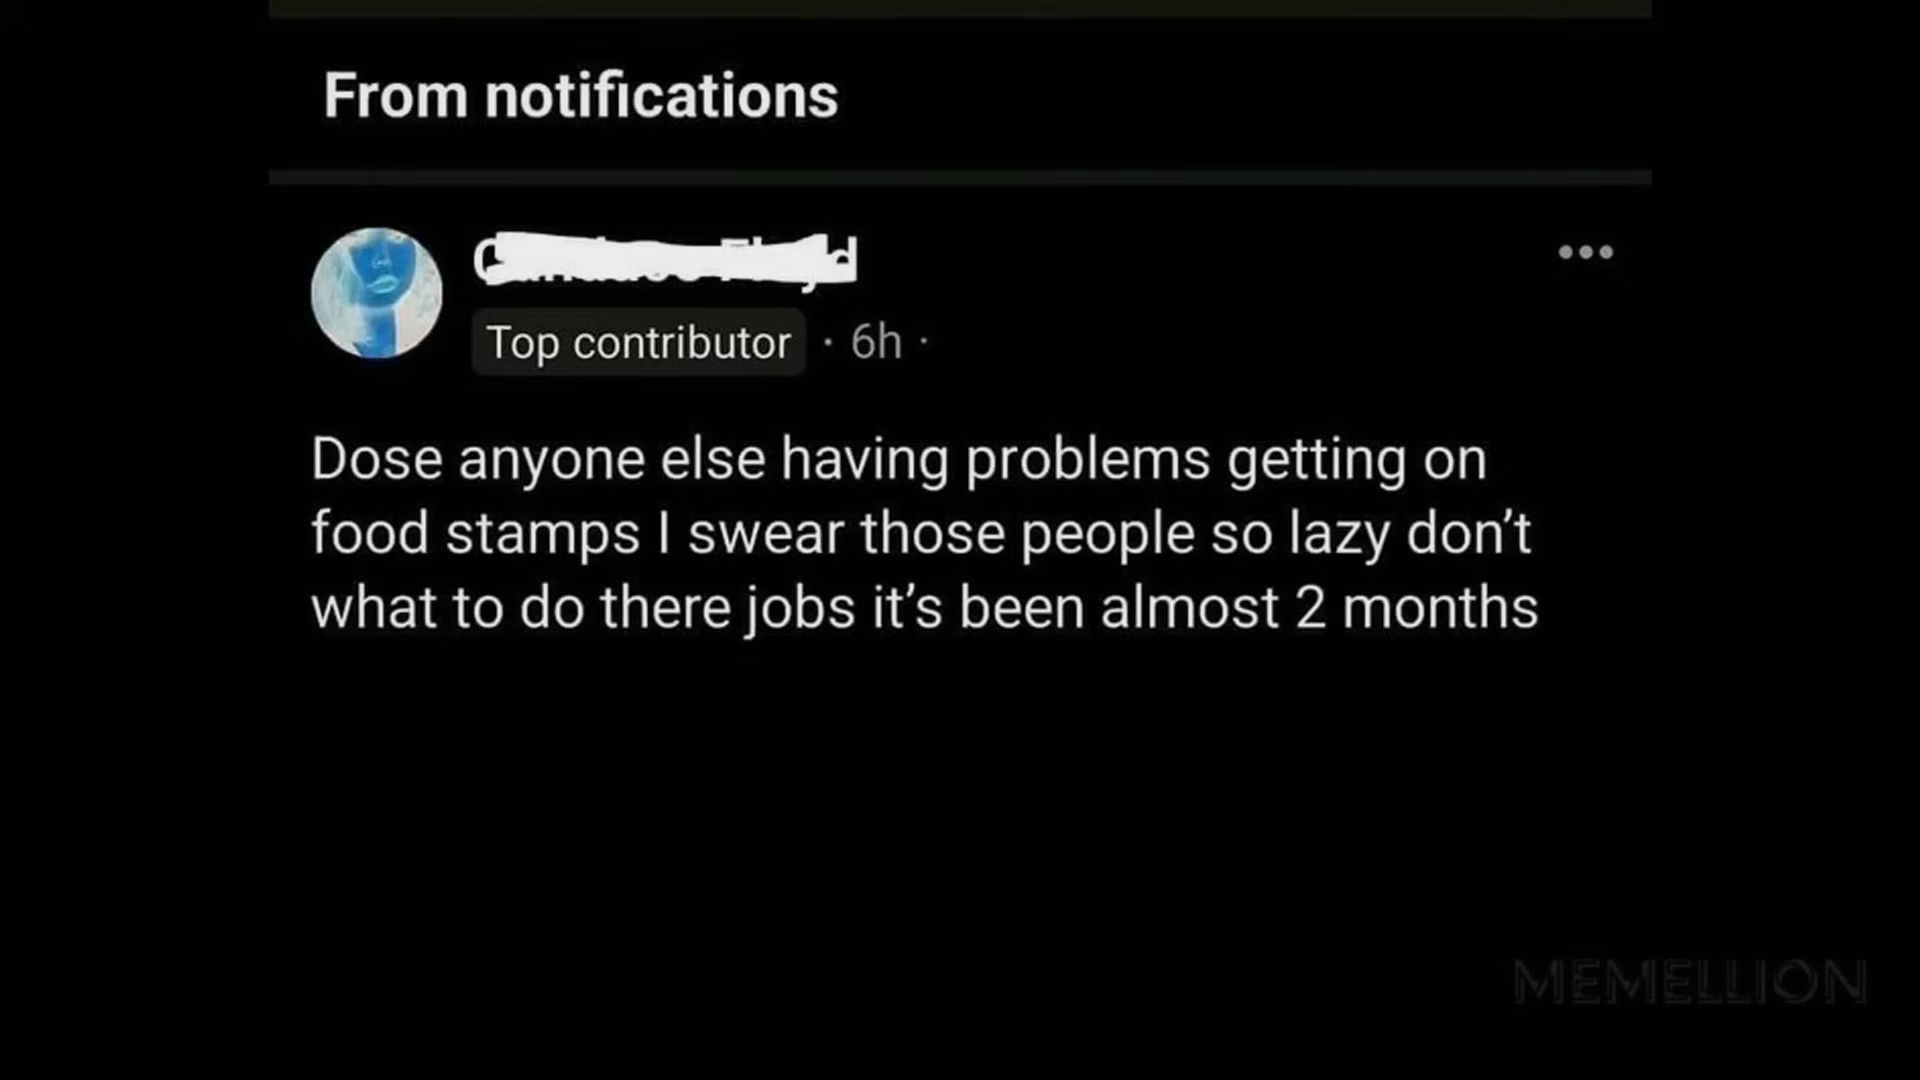 From notifications
Top contributor · 6h ·
Dose anyone else having problems getting on
food stamps I swear those people so lazy don’t
what to do there jobs it’s been almost 2 months
MEMELLION